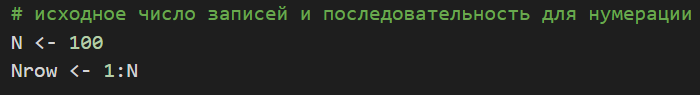 # исходное число записей и последовательность для нумерации
N <- 100
Nrow <- 1:N